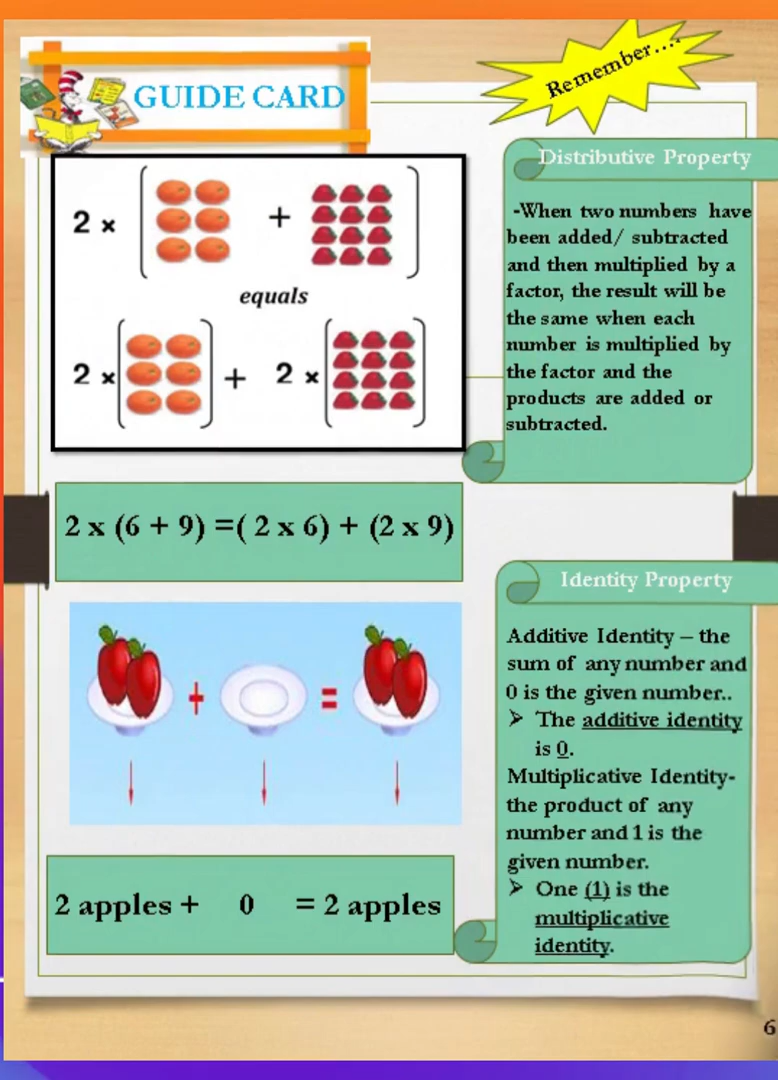 GUIDE CARD
Remember....
2 ×
+
equals
2 ×
+
2 ×
2 x (6 + 9) =( 2 x 6) + (2 x 9)
+
=
2 apples + 0 = 2 apples
Distributive Property
-When two numbers have
been added/ subtracted
and then multiplied by a
factor, the result will be
the same when each
number is multiplied by
the factor and the
products are added or
subtracted.
Identity Property
Additive Identity – the
sum of any number and
0 is the given number..
➢ The additive identity
is 0.
Multiplicative Identity-
the product of any
number and 1 is the
given number.
➢ One (1) is the
multiplicative
identity.
6